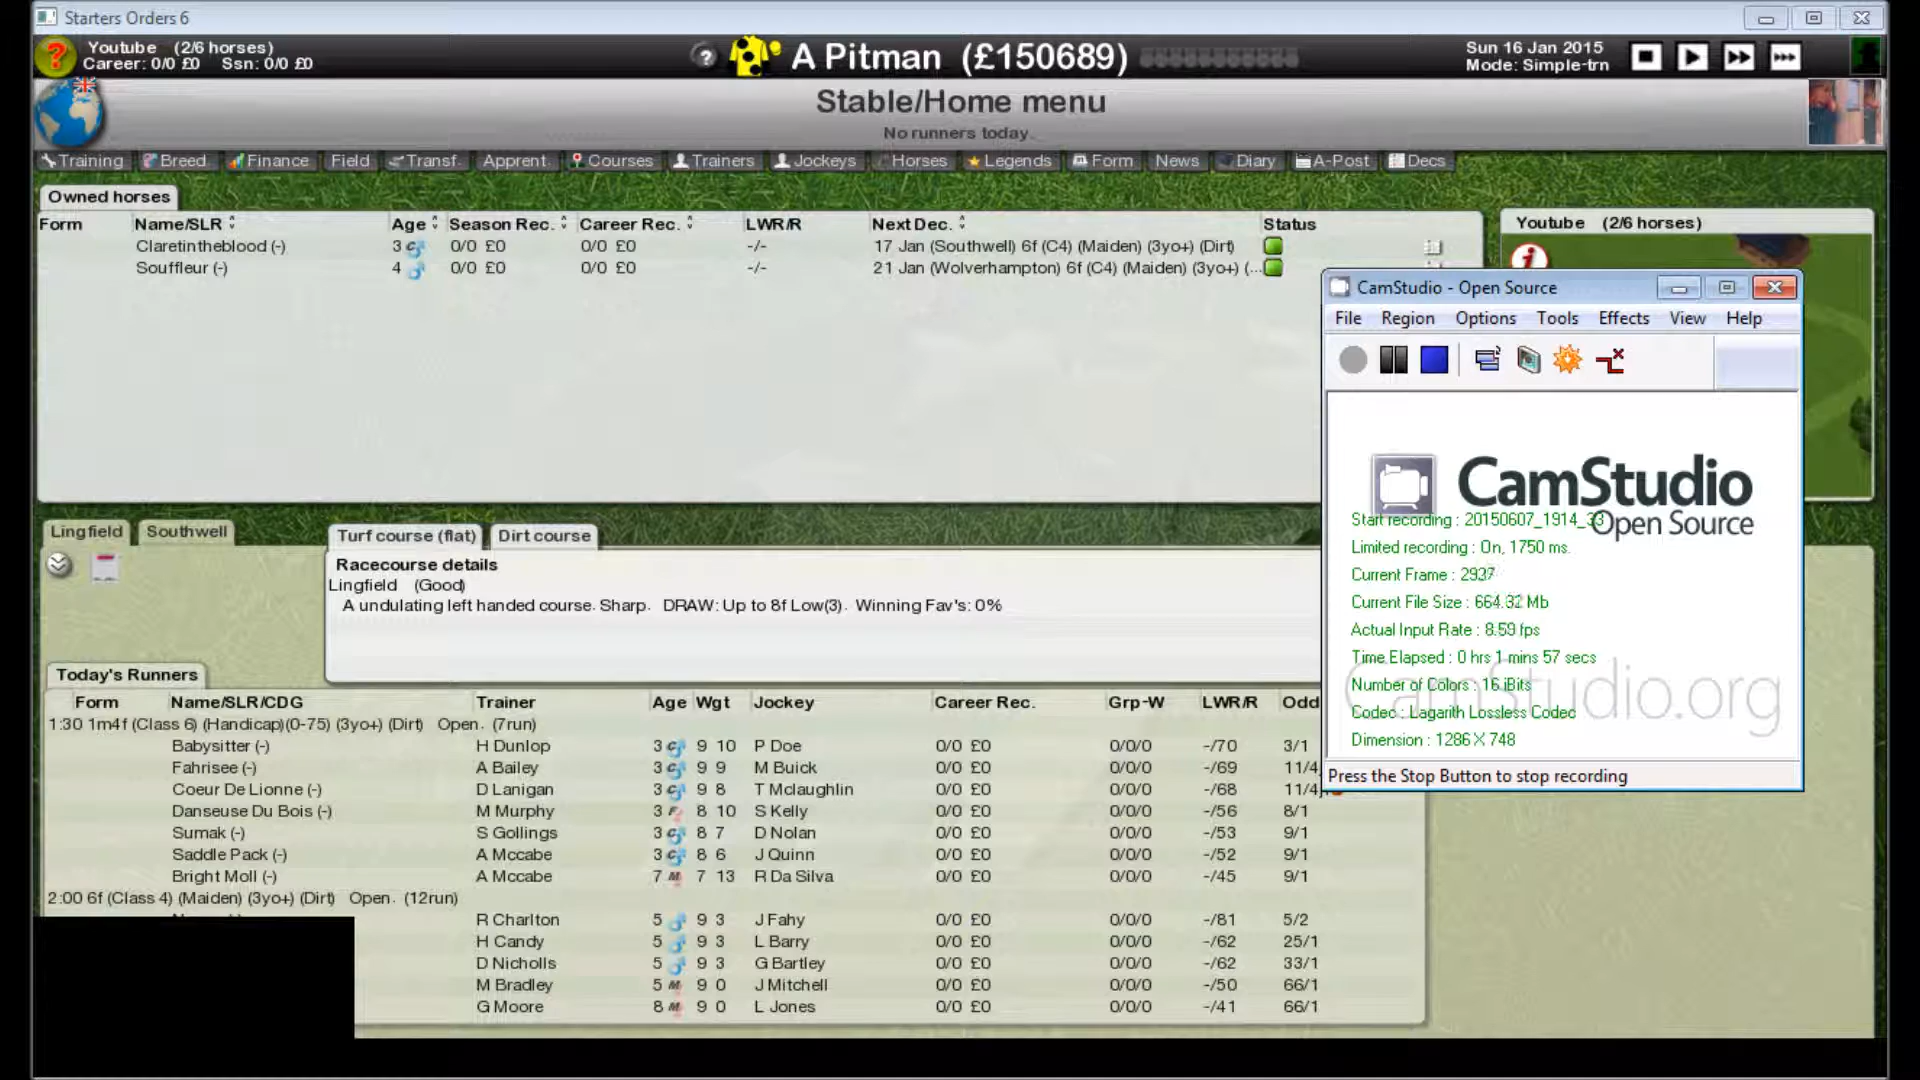 Starters Orders 6
Youtube (2/6 horses)
Career: 0/0 £0 Ssn: 0/0 £0
A Pitman (£150689)
Sun 16 Jan 2015
Mode: Simple-trn
Stable/Home menu
No runners today.
Training Breed Finance Field Transf. Apprent. Courses Trainers Jockeys Horses Legends Form News Diary A-Post Decs
Owned horses
Form Name/SLR Age Season Rec. Career Rec. LWR/R Next Dec. Status
Claretintheblood (-) 3 0/0 £0 0/0 £0 -/- 17 Jan (Southwell) 6f (C4) (Maiden) (3yo+) (Dirt)
Souffleur (-) 4 0/0 £0 0/0 £0 -/- 21 Jan (Wolverhampton) 6f (C4) (Maiden) (3yo+) (...
Youtube (2/6 horses)
CamStudio - Open Source
File Region Options Tools Effects View Help
CamStudio
Open Source
Start recording : 20150607_1914_33
Limited recording : On, 1750 ms.
Current Frame : 2937
Current File Size : 664.32 Mb
Actual Input Rate : 8.59 fps
Time Elapsed : 0 hrs 1 mins 57 secs
Number of Colors : 16 iBits
CamStudio.org
Codec : Lagarith Lossless Codec
Dimension : 1286 X 748
Press the Stop Button to stop recording
Lingfield Southwell
Turf course (flat) Dirt course
Racecourse details
Lingfield (Good)
A undulating left handed course. Sharp. DRAW: Up to 8f Low(3). Winning Fav's: 0%
Today's Runners
Form Name/SLR/CDG Trainer Age Wgt Jockey Career Rec. Grp-W LWR/R Odd
1:30 1m4f (Class 6) (Handicap)(0-75) (3yo+) (Dirt) Open. (7run)
Babysitter (-) H Dunlop 3 9 10 P Doe 0/0 £0 0/0/0 -/70 3/1
Fahrisee (-) A Bailey 3 9 9 M Buick 0/0 £0 0/0/0 -/69 11/4
Coeur De Lionne (-) D Lanigan 3 9 8 T Mclaughlin 0/0 £0 0/0/0 -/68 11/4
Danseuse Du Bois (-) M Murphy 3 8 10 S Kelly 0/0 £0 0/0/0 -/56 8/1
Sumak (-) S Gollings 3 8 7 D Nolan 0/0 £0 0/0/0 -/53 9/1
Saddle Pack (-) A Mccabe 3 8 6 J Quinn 0/0 £0 0/0/0 -/52 9/1
Bright Moll (-) A Mccabe 7 M 7 13 R Da Silva 0/0 £0 0/0/0 -/45 9/1
2:00 6f (Class 4) (Maiden) (3yo+) (Dirt) Open. (12run)
R Charlton 5 9 3 J Fahy 0/0 £0 0/0/0 -/81 5/2
H Candy 5 9 3 L Barry 0/0 £0 0/0/0 -/62 25/1
D Nicholls 5 9 3 G Bartley 0/0 £0 0/0/0 -/62 33/1
M Bradley 5 M 9 0 J Mitchell 0/0 £0 0/0/0 -/50 66/1
G Moore 8 M 9 0 L Jones 0/0 £0 0/0/0 -/41 66/1